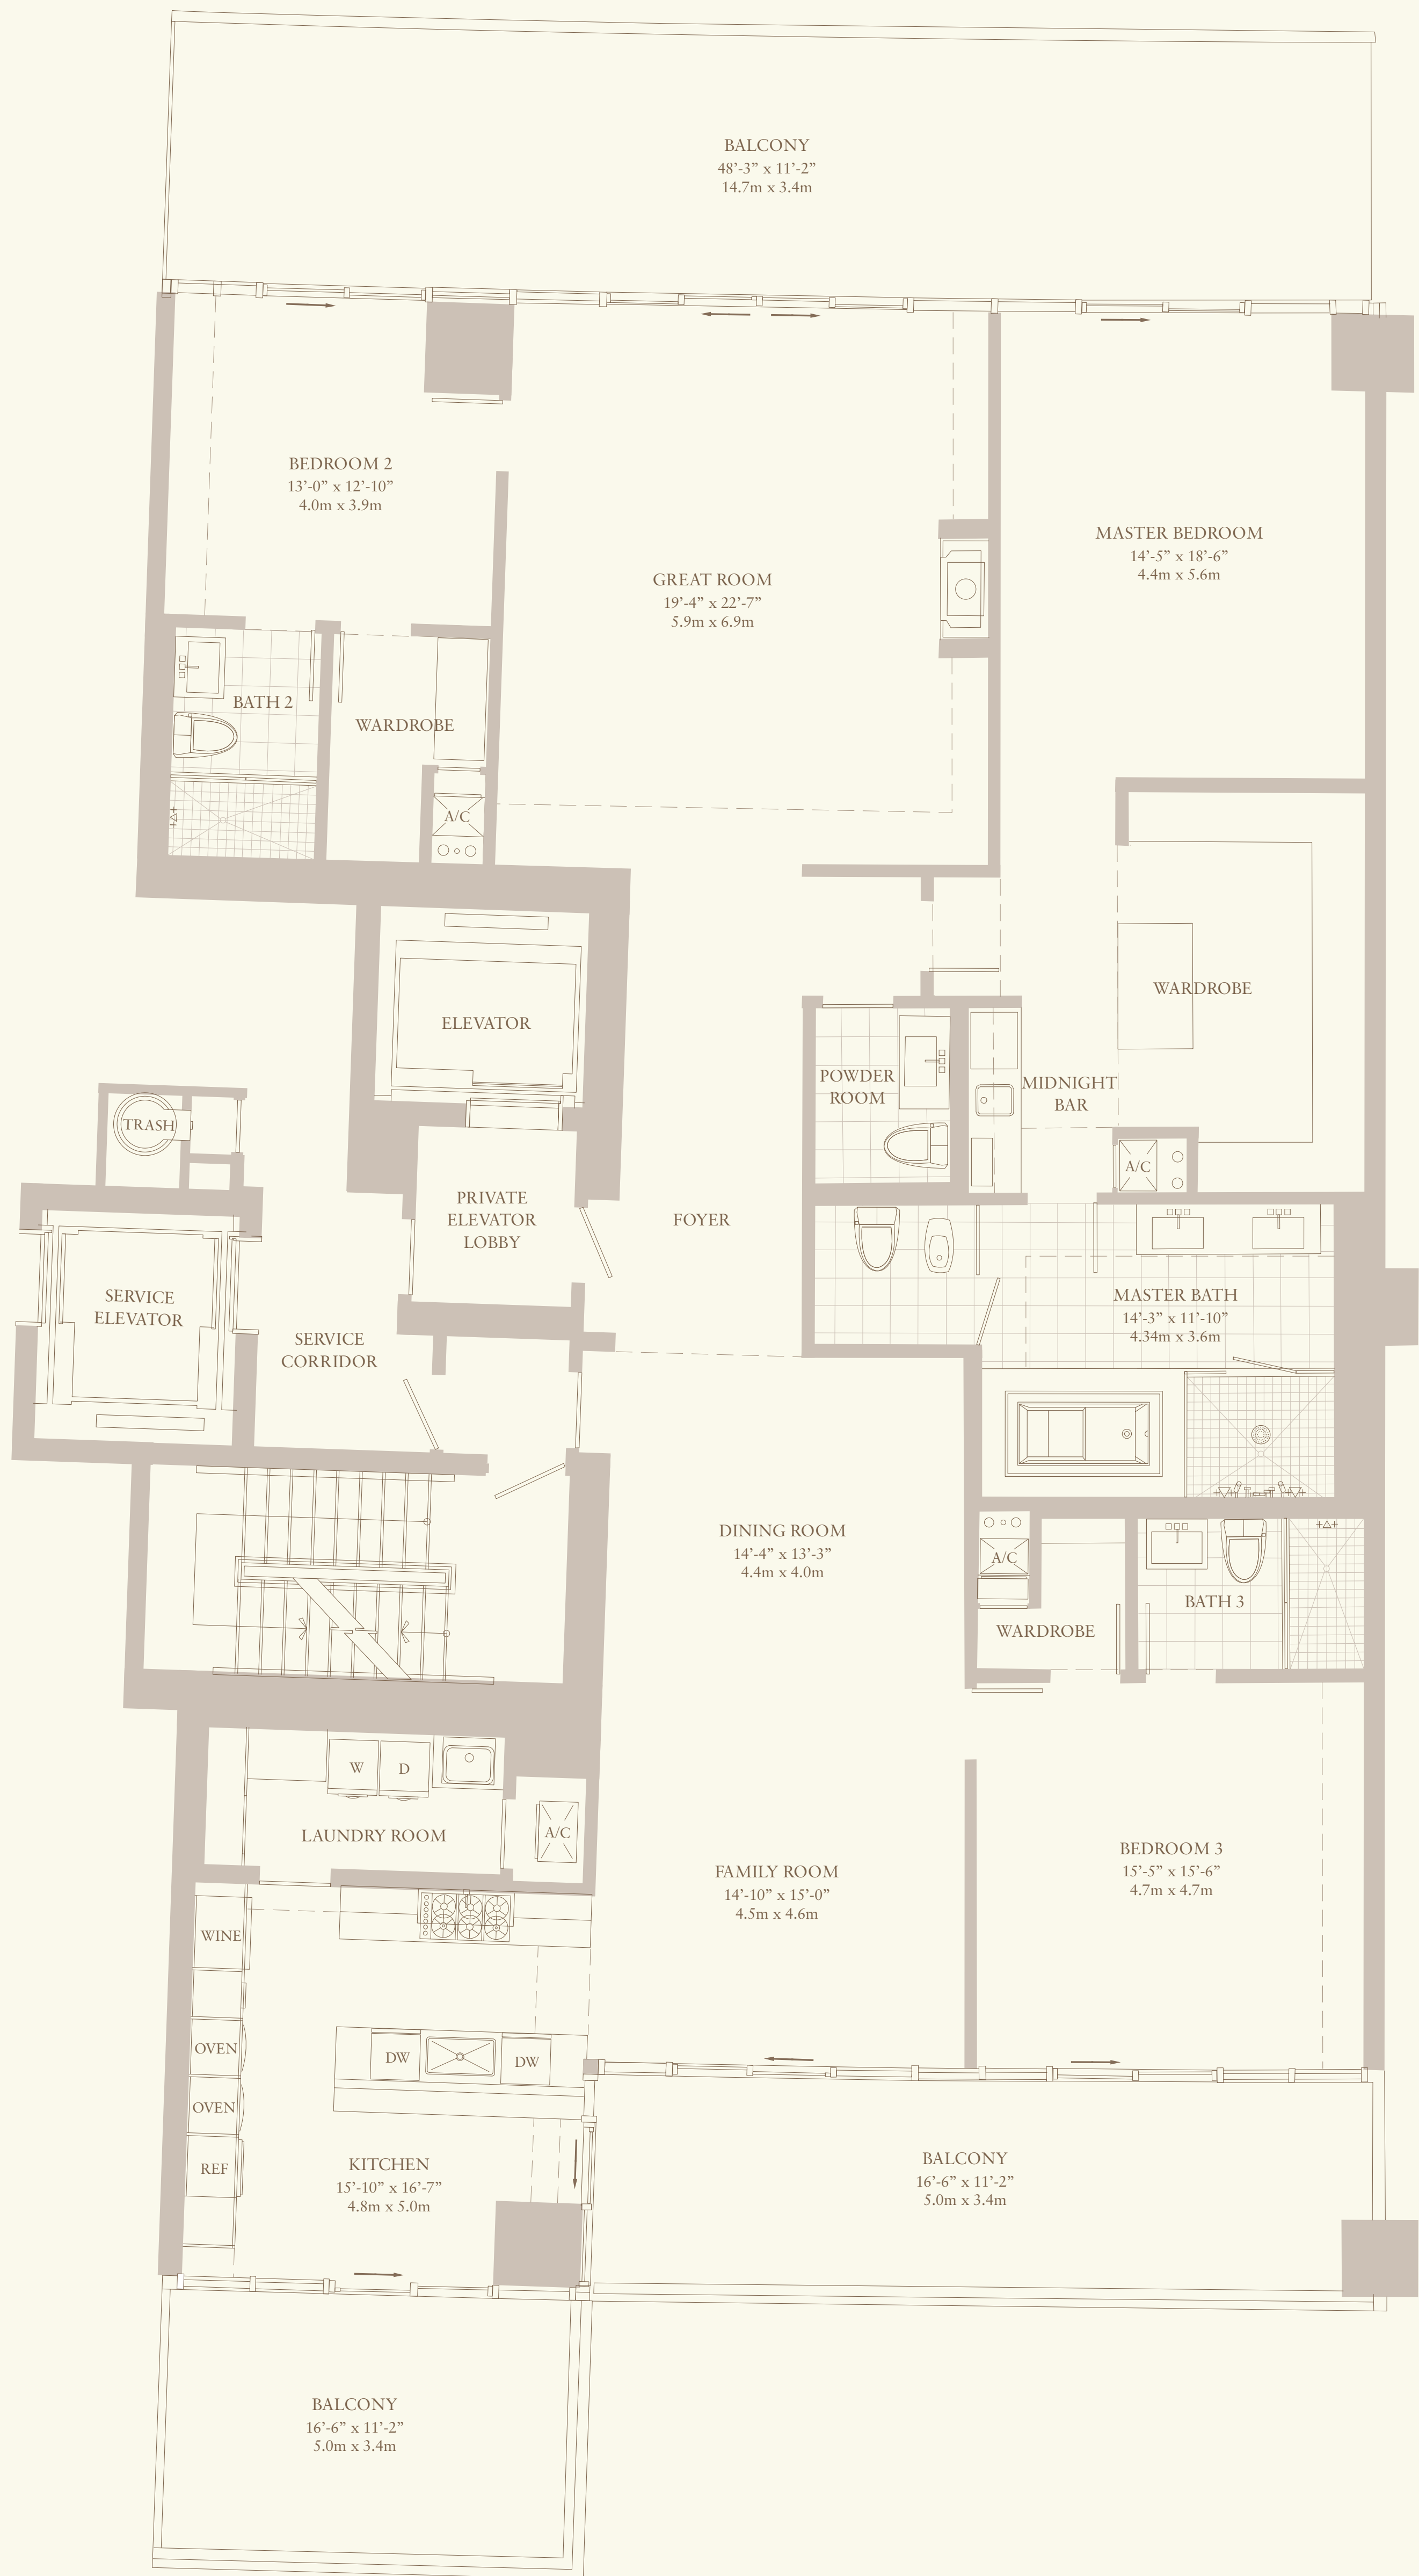 BALCONY
48’-3” x 11’-2”
14.7m x 3.4m
BEDROOM 2
13’-0” x 12’-10”
4.0m x 3.9m
MASTER BEDROOM
14’-5” x 18’-6”
4.4m x 5.6m
GREAT ROOM
19’-4” x 22’-7”
5.9m x 6.9m
BATH 2
WARDROBE
A/C
WARDROBE
ELEVATOR
POWDER
ROOM
MIDNIGHT
BAR
TRASH
A/C
PRIVATE
ELEVATOR
LOBBY
FOYER
SERVICE
ELEVATOR
SERVICE
CORRIDOR
MASTER BATH
14’-3” x 11’-10”
4.34m x 3.6m
DINING ROOM
14’-4” x 13’-3”
4.4m x 4.0m
A/C
WARDROBE
BATH 3
W
D
LAUNDRY ROOM
A/C
FAMILY ROOM
14’-10” x 15’-0”
4.5m x 4.6m
BEDROOM 3
15’-5” x 15’-6”
4.7m x 4.7m
WINE
OVEN
DW
DW
OVEN
REF
KITCHEN
15’-10” x 16’-7”
4.8m x 5.0m
BALCONY
16’-6” x 11’-2”
5.0m x 3.4m
BALCONY
16’-6” x 11’-2”
5.0m x 3.4m